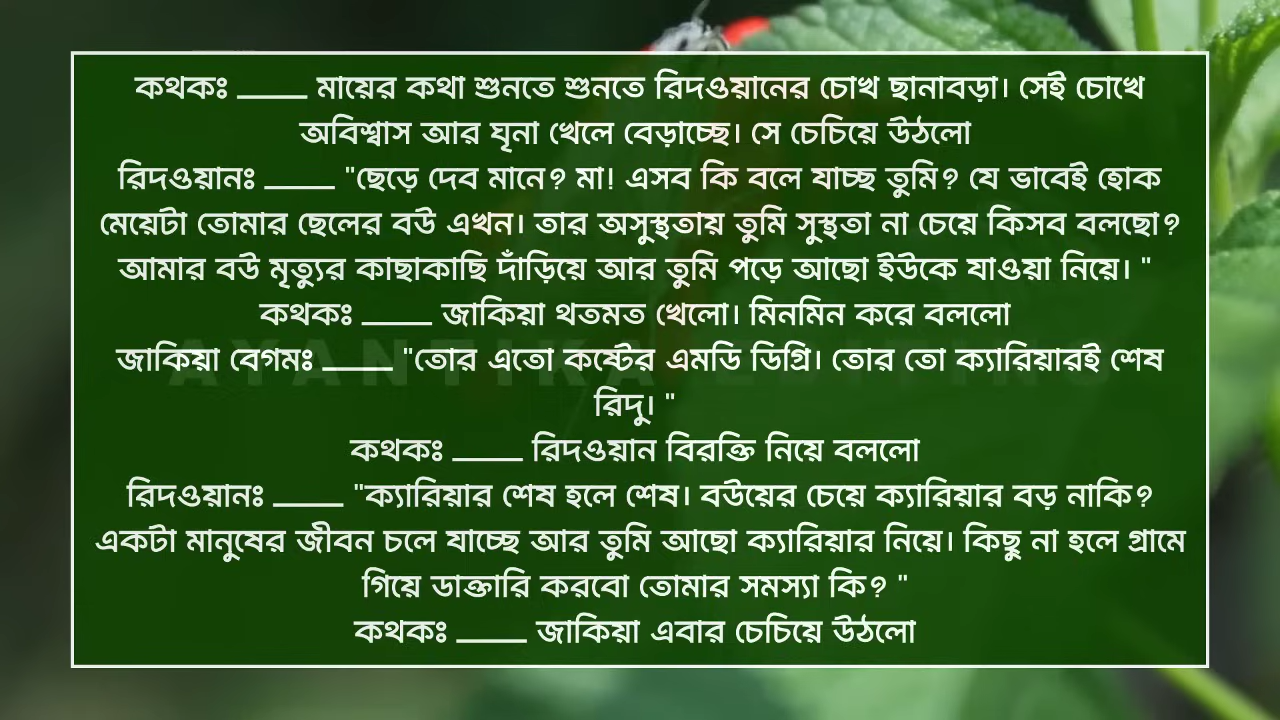 কথকঃ _____ মায়ের কথা শুনতে শুনতে রিদওয়ানের চোখ ছানাবড়া। সেই চোখে
অবিশ্বাস আর ঘৃনা খেলে বেড়াচ্ছে। সে চেচিয়ে উঠলো
রিদওয়ানঃ _____ "ছেড়ে দেব মানে? মা! এসব কি বলে যাচ্ছ তুমি? যে ভাবেই হোক
মেয়েটা তোমার ছেলের বউ এখন। তার অসুস্থতায় তুমি সুস্থতা না চেয়ে কিসব বলছো?
আমার বউ মৃত্যুর কাছাকাছি দাঁড়িয়ে আর তুমি পড়ে আছো ইউকে যাওয়া নিয়ে। "
কথকঃ _____ জাকিয়া থতমত খেলো। মিনমিন করে বললো
জাকিয়া বেগমঃ _____ "তোর এতো কষ্টের এমডি ডিগ্রি। তোর তো ক্যারিয়ারই শেষ
রিদু। "
কথকঃ _____ রিদওয়ান বিরক্তি নিয়ে বললো
রিদওয়ানঃ _____ "ক্যারিয়ার শেষ হলে শেষ। বউয়ের চেয়ে ক্যারিয়ার বড় নাকি?
একটা মানুষের জীবন চলে যাচ্ছে আর তুমি আছো ক্যারিয়ার নিয়ে। কিছু না হলে গ্রামে
গিয়ে ডাক্তারি করবো তোমার সমস্যা কি? "
কথকঃ _____ জাকিয়া এবার চেচিয়ে উঠলো